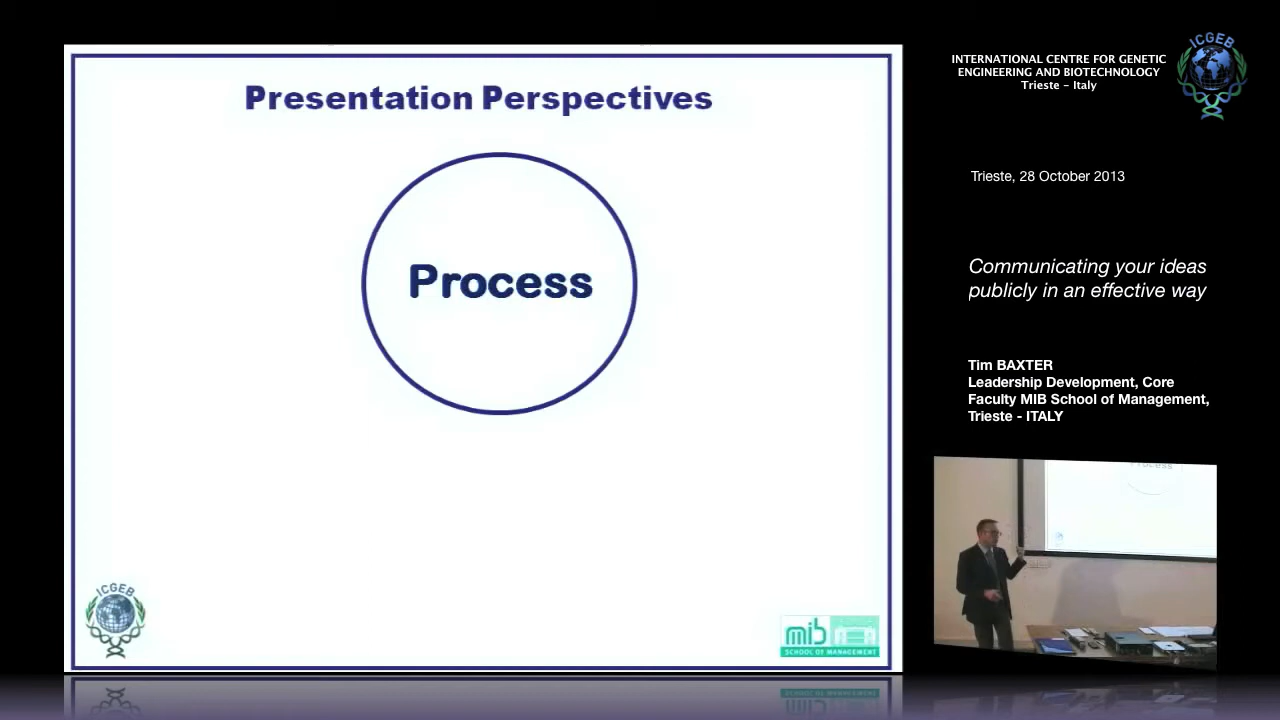 Presentation Perspectives
Process
ICGEB
mib
SCHOOL OF MANAGEMENT
INTERNATIONAL CENTRE FOR GENETIC
ENGINEERING AND BIOTECHNOLOGY
Trieste - Italy
ICGEB
Trieste, 28 October 2013
Communicating your ideas
publicly in an effective way
Tim BAXTER
Leadership Development, Core
Faculty MIB School of Management,
Trieste - ITALY
Process